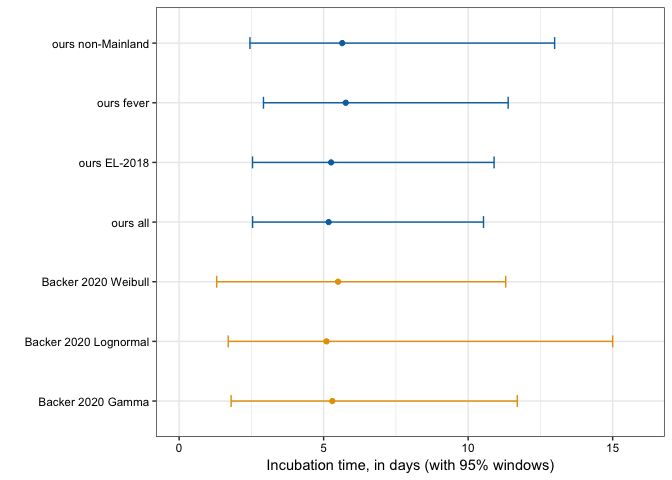 ours non-Mainland
ours fever
ours EL-2018
ours all
Backer 2020 Weibull
Backer 2020 Lognormal
Backer 2020 Gamma
0 5 10 15
Incubation time, in days (with 95% windows)